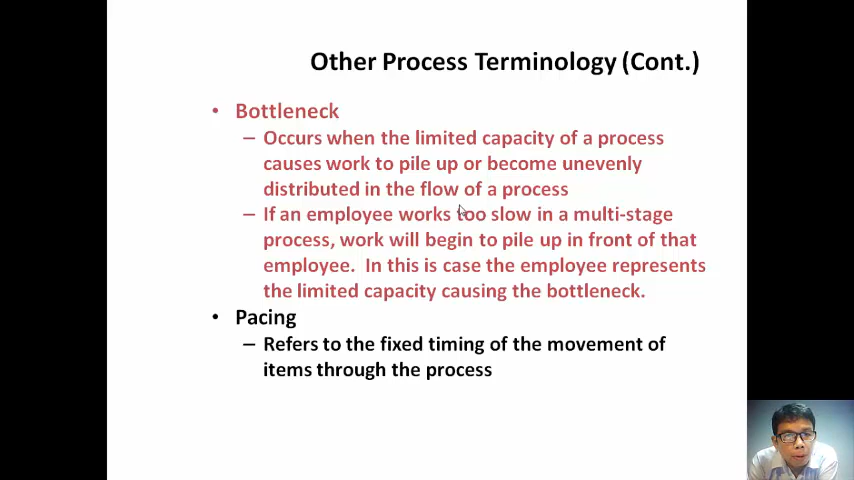 Other Process Terminology (Cont.)
• Bottleneck
– Occurs when the limited capacity of a process
causes work to pile up or become unevenly
distributed in the flow of a process
– If an employee works too slow in a multi-stage
process, work will begin to pile up in front of that
employee. In this is case the employee represents
the limited capacity causing the bottleneck.
• Pacing
– Refers to the fixed timing of the movement of
items through the process